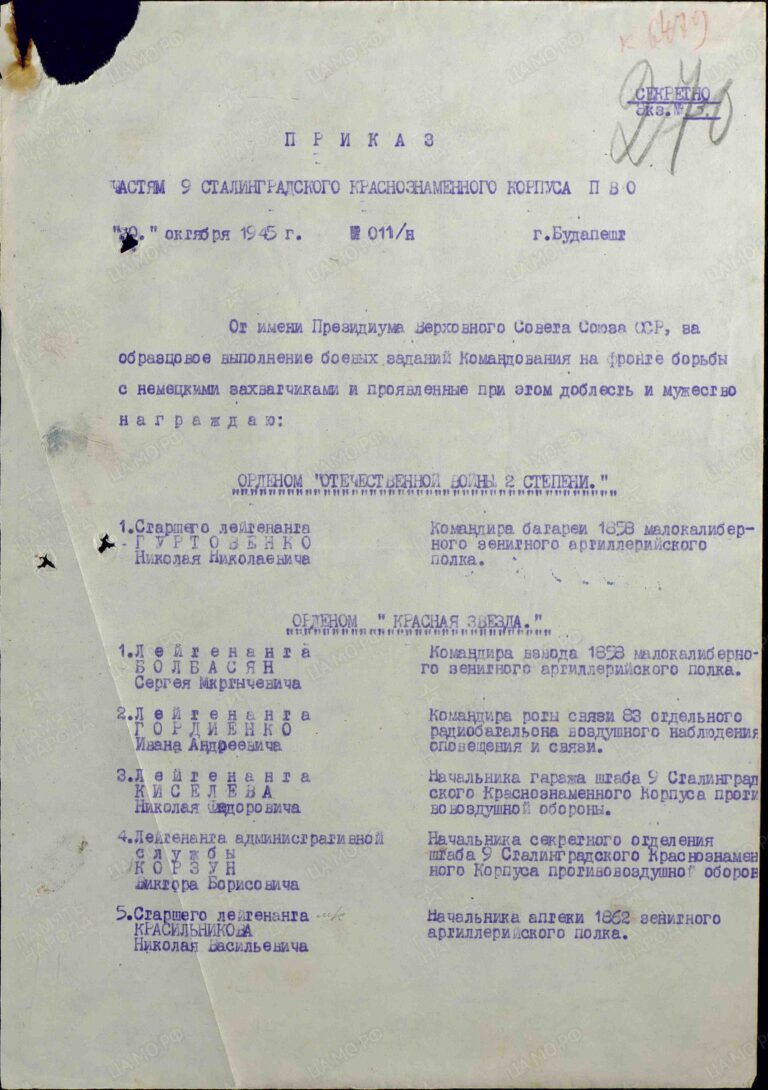 к 6479
СЕКРЕТНО
Экз.№ 3.
270
П Р И К А З
ЧАСТЯМ 9 СТАЛИНГРАДСКОГО КРАСНОЗНАМЕННОГО КОРПУСА П В О
"30." октября 1945 г. № 011/н г.Будапешт
От имени Президиума Верховного Совета Союза ССР, за
образцовое выполнение боевых заданий Командования на фронте борьбы
с немецкими захватчиками и проявленные при этом доблесть и мужество
н а г р а ж д а ю:
ОРДЕНОМ "ОТЕЧЕСТВЕННОЙ ВОЙНЫ 2 СТЕПЕНИ."
1.Старшего лейтенанта Командира батареи 1858 малокалибер-
Г У Р Т О В Е Н К О ного зенитного артиллерийского
Николая Николаевича полка.
ОРДЕНОМ " КРАСНАЯ ЗВЕЗДА."
1.Л е й т е н а н т а Командира взвода 1858 малокалиберно-
Б О Л Б А С Я Н го зенитного артиллерийского полка.
Сергея Мкртычевича
2.Л е й т е н а н т а Командира роты связи 83 отдельного
Г О Р Д И Е Н К О радиобатальона воздушного наблюдения
Ивана Андреевича оповещения и связи.
3.Л е й т е н а н т а Начальника гаража штаба 9 Сталинград
К И С Е Л Е В А ского Краснознаменного Корпуса проти
Николая Федоровича вовоздушной обороны.
4.Лейтенанта административной Начальника секретного отделения
с л у ж б ы штаба 9 Сталинградского Краснознамен
К О Р З У Н ного Корпуса противовоздушной оборон
Виктора Борисовича
5.Старшего лейтенанта Начальника аптеки 1862 зенитного
КРАСИЛЬНИКОВА артиллерийского полка.
Николая Васильевича